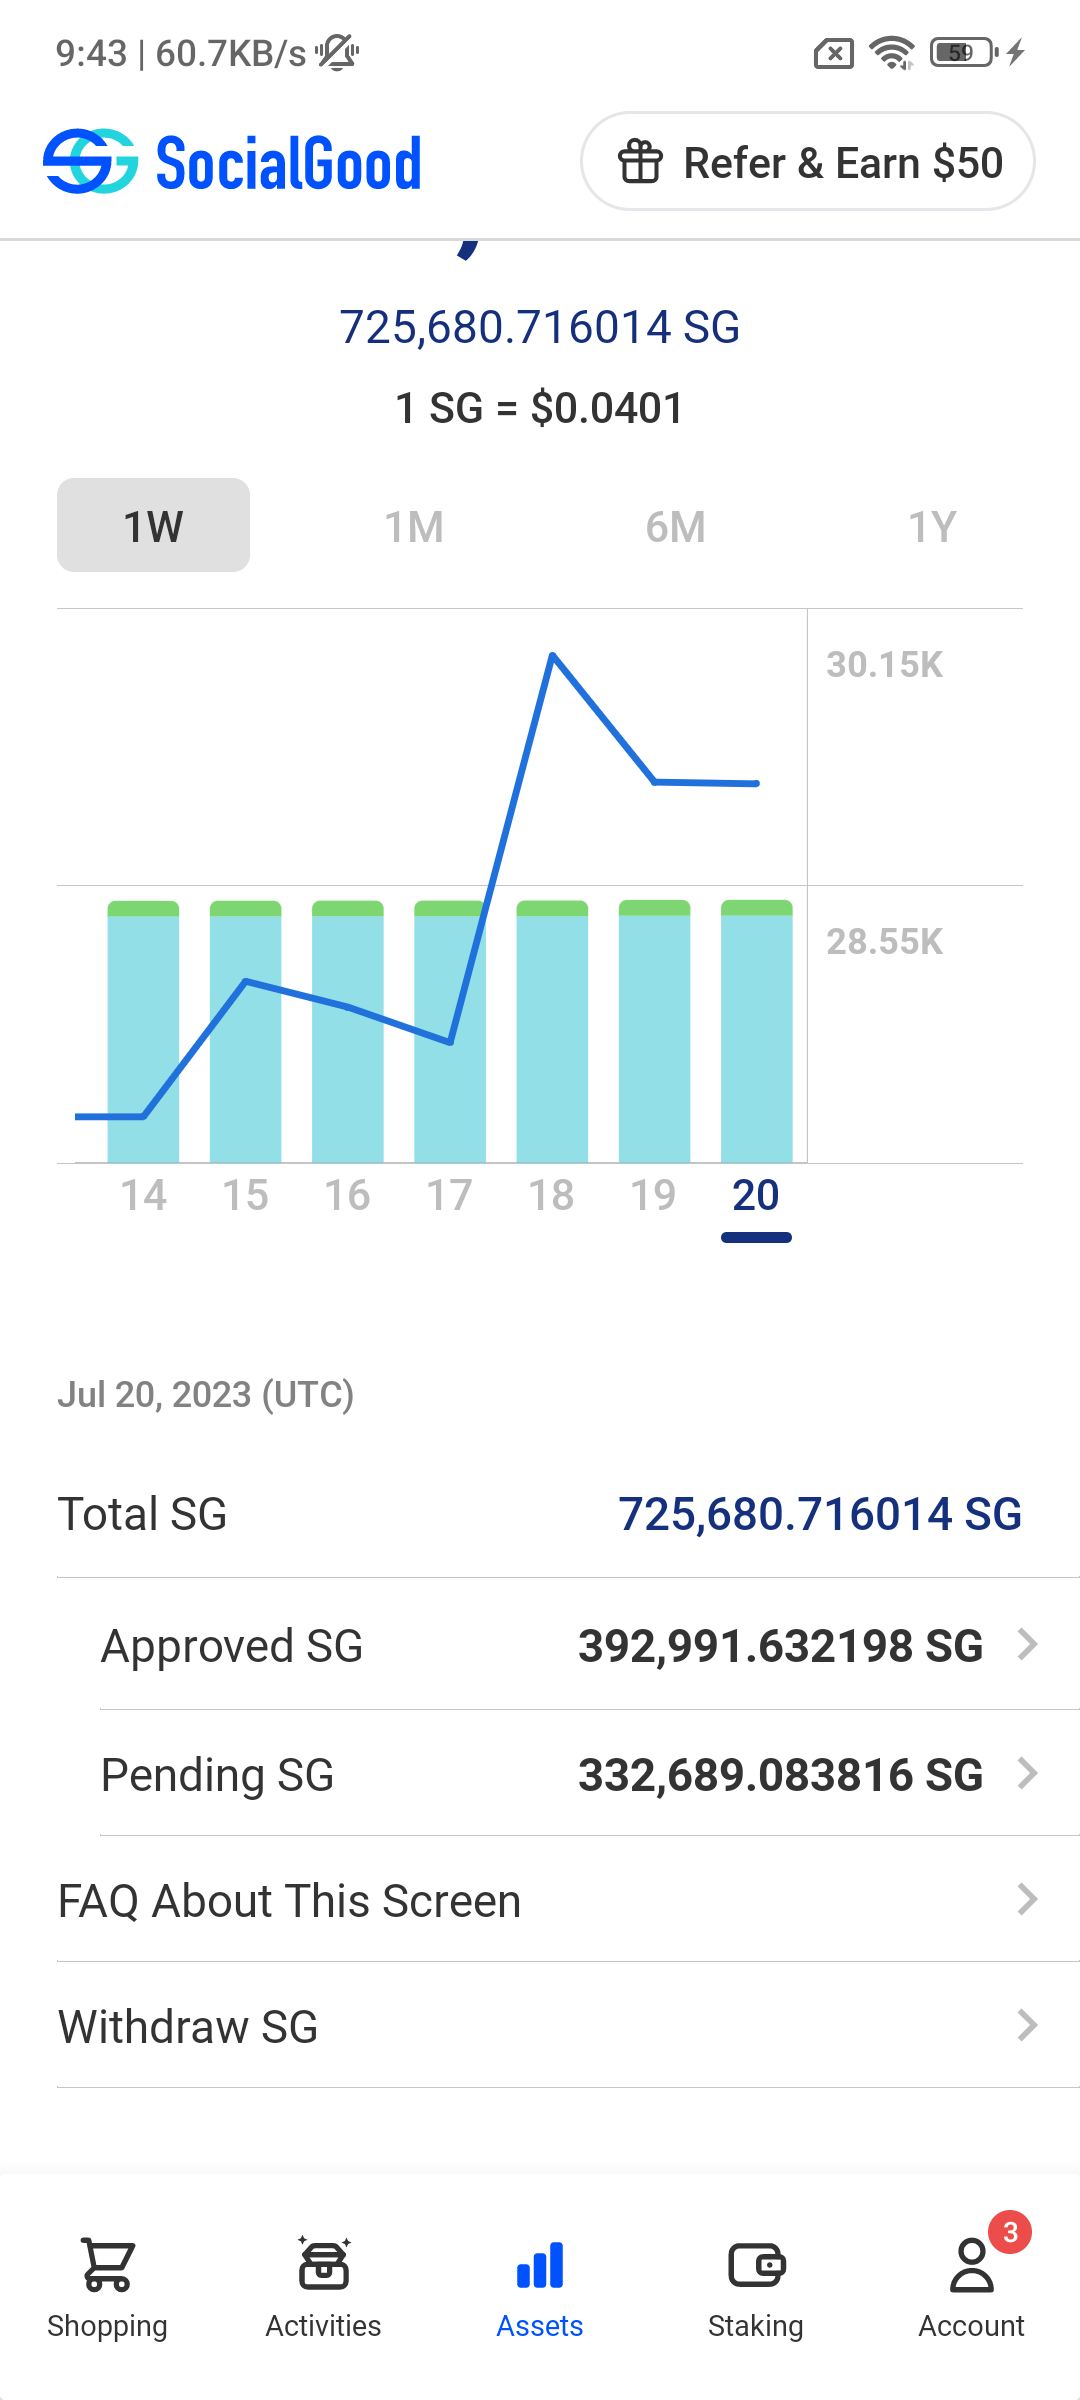 9:43 | 60.7KB/s
59
SocialGood
Refer & Earn $50
725,680.716014 SG
1 SG = $0.0401
1W 1M 6M 1Y
30.15K
28.55K
14 15 16 17 18 19 20
Jul 20, 2023 (UTC)
Total SG 725,680.716014 SG
Approved SG 392,991.632198 SG
Pending SG 332,689.083816 SG
FAQ About This Screen
Withdraw SG
3
Shopping Activities Assets Staking Account